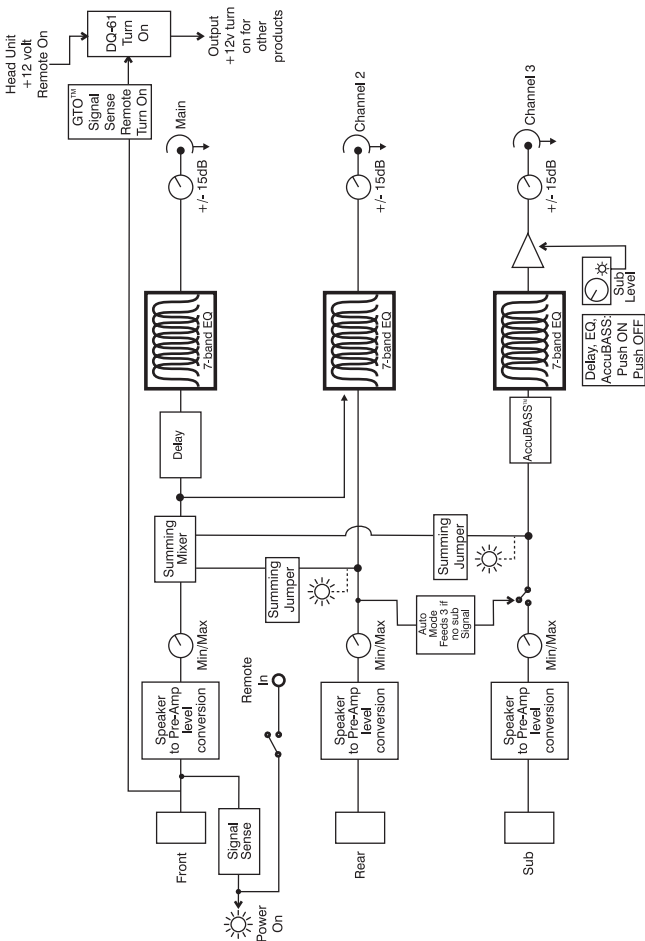 Head Unit
+12 volt
Remote On
DQ-61
Turn
On
Output
+12v turn
on for
other
products
GTO™
Signal
Sense
Remote
Turn On
Front
Speaker
to Pre-Amp
level
conversion
Min/Max
Summing
Mixer
Delay
7-band EQ
+/- 15dB
Main
Signal
Sense
Power
On
Remote
In
Summing
Jumper
Summing
Jumper
Rear
Speaker
to Pre-Amp
level
conversion
Min/Max
Auto
Mode
Feeds 3 if
no sub
Signal
7-band EQ
+/- 15dB
Channel 2
Sub
Speaker
to Pre-Amp
level
conversion
Min/Max
AccuBASS™
7-band EQ
+/- 15dB
Channel 3
Sub
Level
Delay, EQ,
AccuBASS:
Push ON
Push OFF